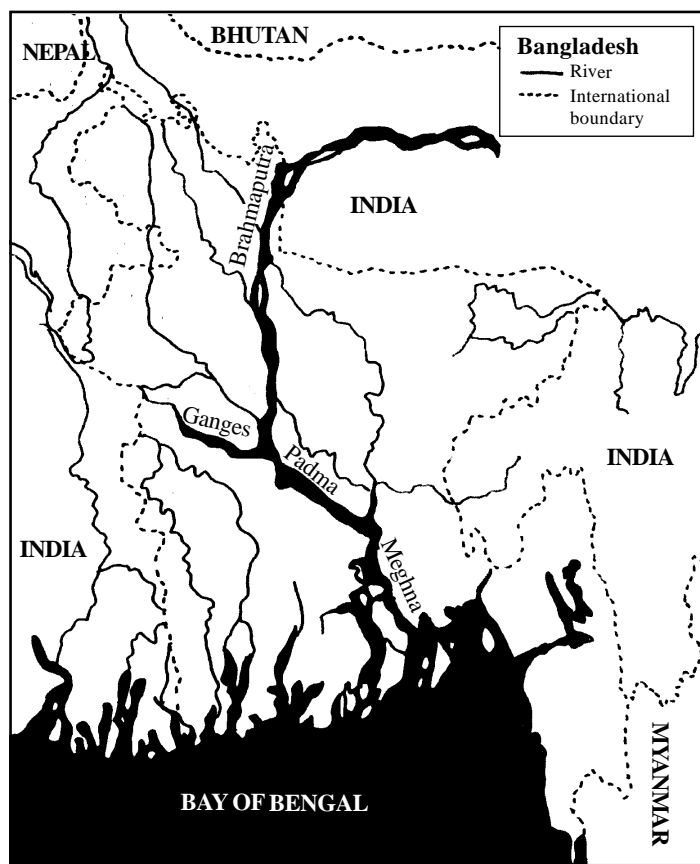 BHUTAN
NEPAL
Bangladesh
River
International
boundary
Brahmaputra
INDIA
Ganges
Padma
INDIA
INDIA
Meghna
MYANMAR
BAY OF BENGAL